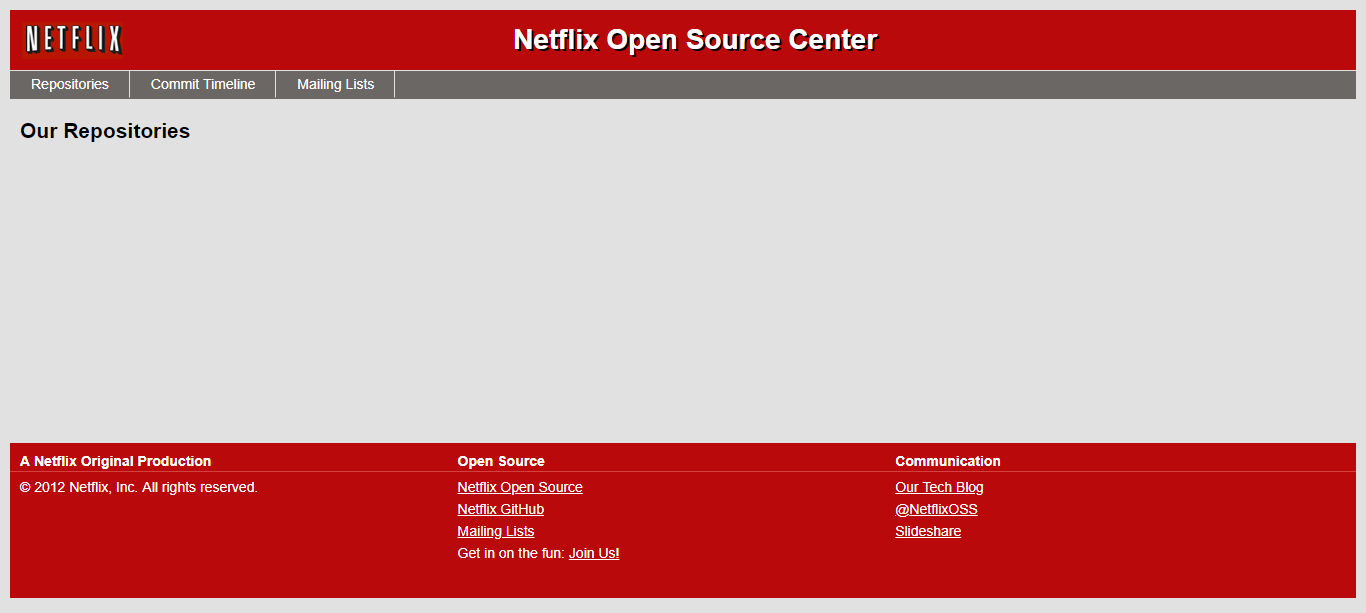 NETFLIX
Netflix Open Source Center
Repositories
Commit Timeline
Mailing Lists
Our Repositories
A Netflix Original Production
© 2012 Netflix, Inc. All rights reserved.
Open Source
Netflix Open Source
Netflix GitHub
Mailing Lists
Get in on the fun: Join Us!
Communication
Our Tech Blog
@NetflixOSS
Slideshare